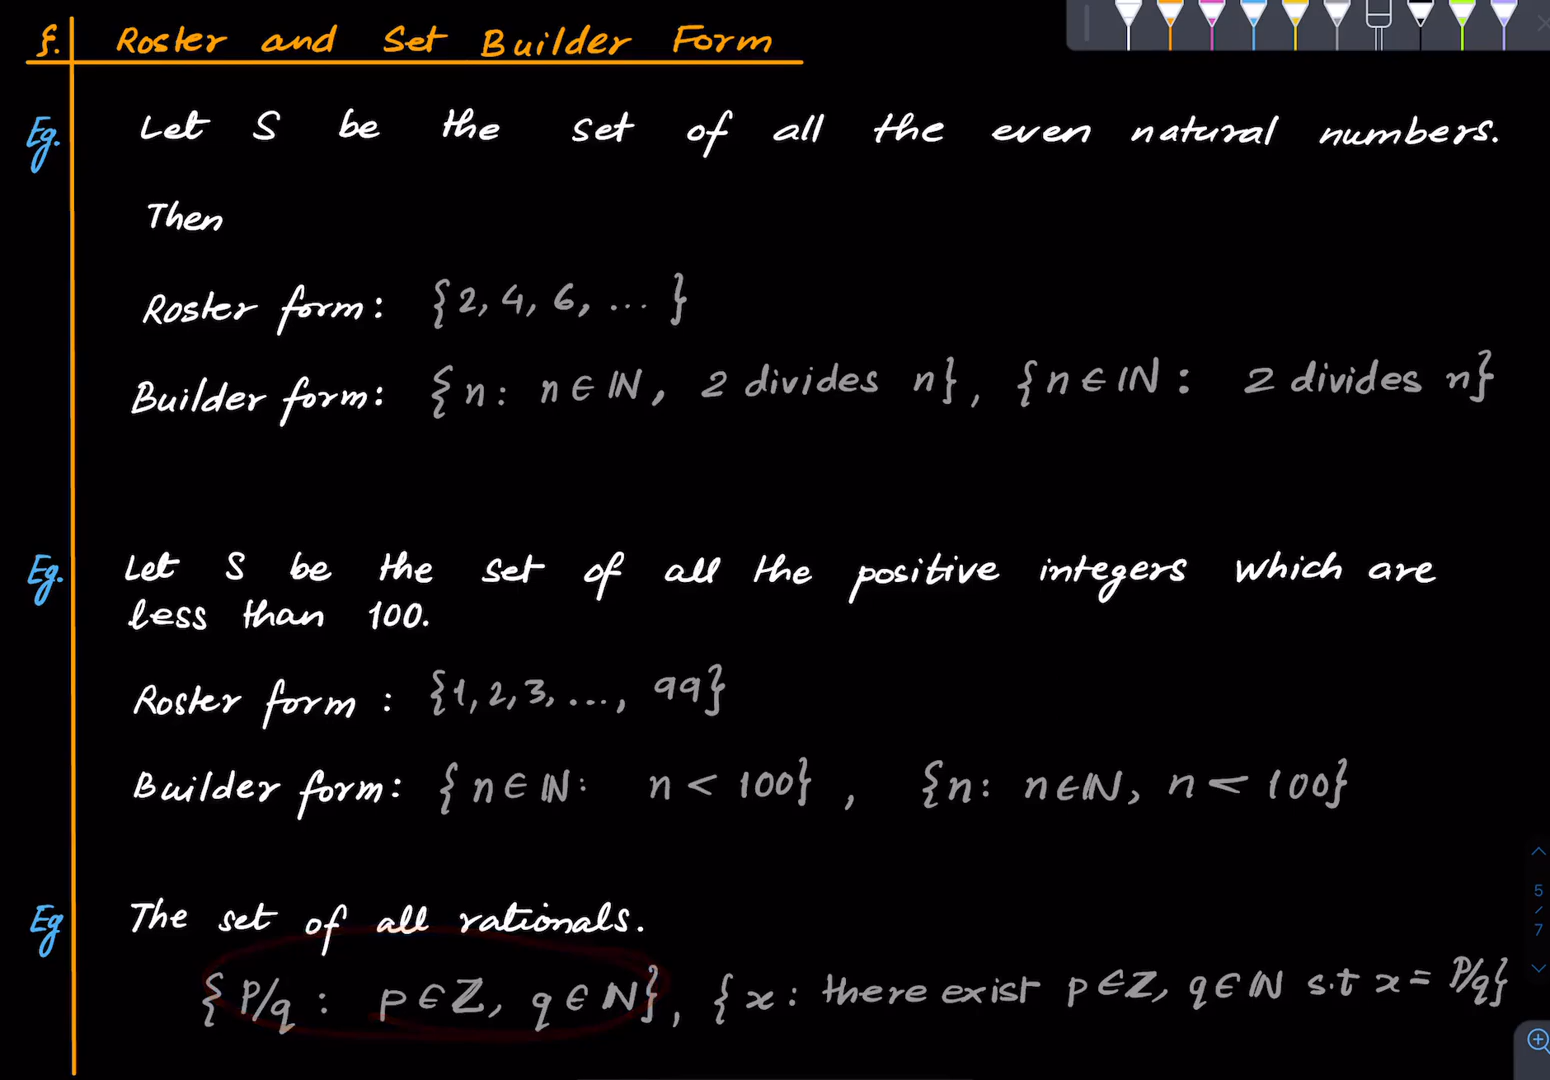 f. Roster and Set Builder Form
Eg. Let S be the set of all the even natural numbers.
Then
Roster form: {2, 4, 6, ... }
Builder form: {n: n ∈ ℕ, 2 divides n}, {n ∈ ℕ : 2 divides n}
Eg. Let S be the set of all the positive integers which are
less than 100.
Roster form : {1, 2, 3, ..., 99}
Builder form: {n ∈ ℕ: n < 100}, {n: n ∈ ℕ, n < 100}
Eg The set of all rationals.
{P/q : p ∈ ℤ, q ∈ ℕ}, {x : there exist p ∈ ℤ, q ∈ ℕ s.t x = P/q}
5
/
7